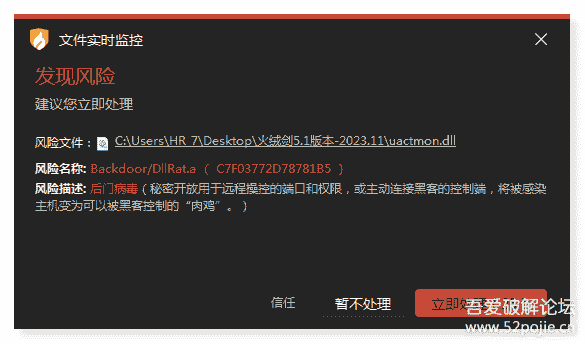 文件实时监控
发现风险
建议您立即处理
风险文件：C:\Users\HR 7\Desktop\火绒剑5.1版本-2023.11\uactmon.dll
风险名称: Backdoor/DllRat.a （ C7F03772D78781B5 ）
风险描述: 后门病毒 ( 秘密开放用于远程操控的端口和权限，或主动连接黑客的控制端，将被感染
主机变为可以被黑客控制的“肉鸡”。 )
信任 暂不处理 立即处
吾爱破解论坛
www.52pojie.cn